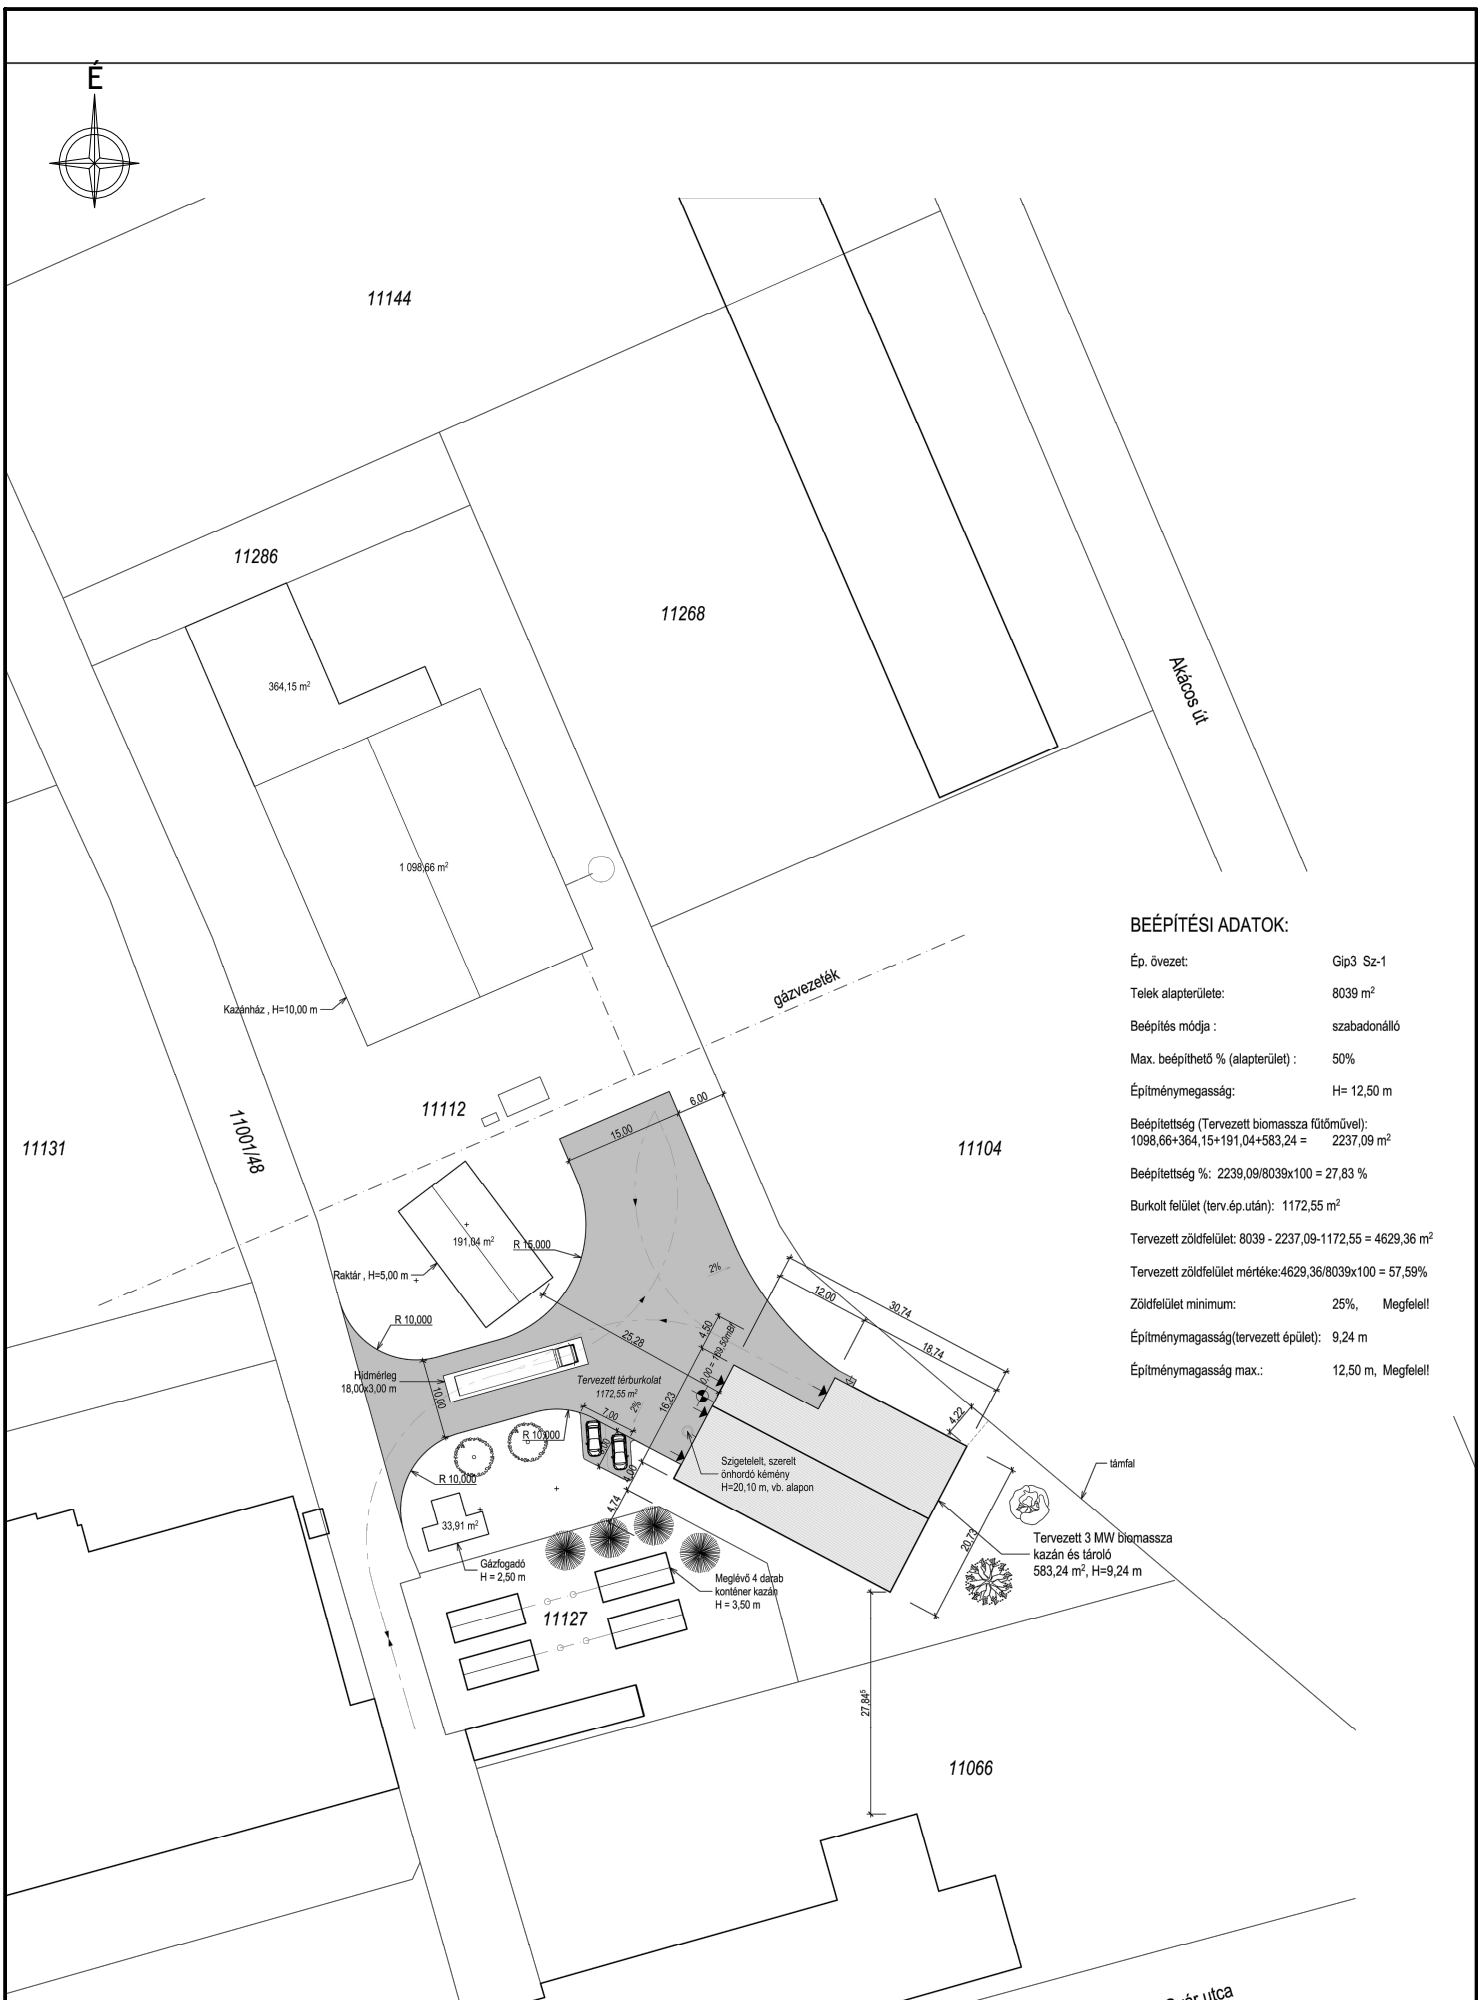 É
11144
11286
11268
364,15 m²
Akácos út
1 098,66 m²
BEÉPÍTÉSI ADATOK:
Ép. övezet: Gip3 Sz-1
Telek alapterülete: 8039 m²
Beépítés módja : szabadonálló
Max. beépíthető % (alapterület) : 50%
Építménymegasság: H= 12,50 m
Beépítettség (Tervezett biomassza fűtőművel):
1098,66+364,15+191,04+583,24 = 2237,09 m²
Beépítettség %: 2239,09/8039x100 = 27,83 %
Burkolt felület (terv.ép.után): 1172,55 m²
Tervezett zöldfelület: 8039 - 2237,09-1172,55 = 4629,36 m²
Tervezett zöldfelület mértéke:4629,36/8039x100 = 57,59%
Zöldfelület minimum: 25%, Megfelel!
Építménymagasság(tervezett épület): 9,24 m
Építménymagasság max.: 12,50 m, Megfelel!
gázvezeték
Kazánház , H=10,00 m
11112
11001/48
11131
11104
6,00
15,00
191,04 m²
R 15,000
Raktár , H=5,00 m
2%
12,00
30,74
18,74
R 10,000
4,50
25,28
Hídmérleg
18,00x3,00 m
10,00
Tervezett térburkolat
1172,55 m²
16,23
7,00
2%
4,22
R 10,000
R 10,000
4,00
Szigetelelt, szerelt
önhordó kémény
H=20,10 m, vb. alapon
támfal
4,74
33,91 m²
20,73
Tervezett 3 MW biomassza
kazán és tároló
583,24 m², H=9,24 m
Gázfogadó
H = 2,50 m
Meglévő 4 darab
konténer kazán
H = 3,50 m
11127
27,84⁵
11066
utca